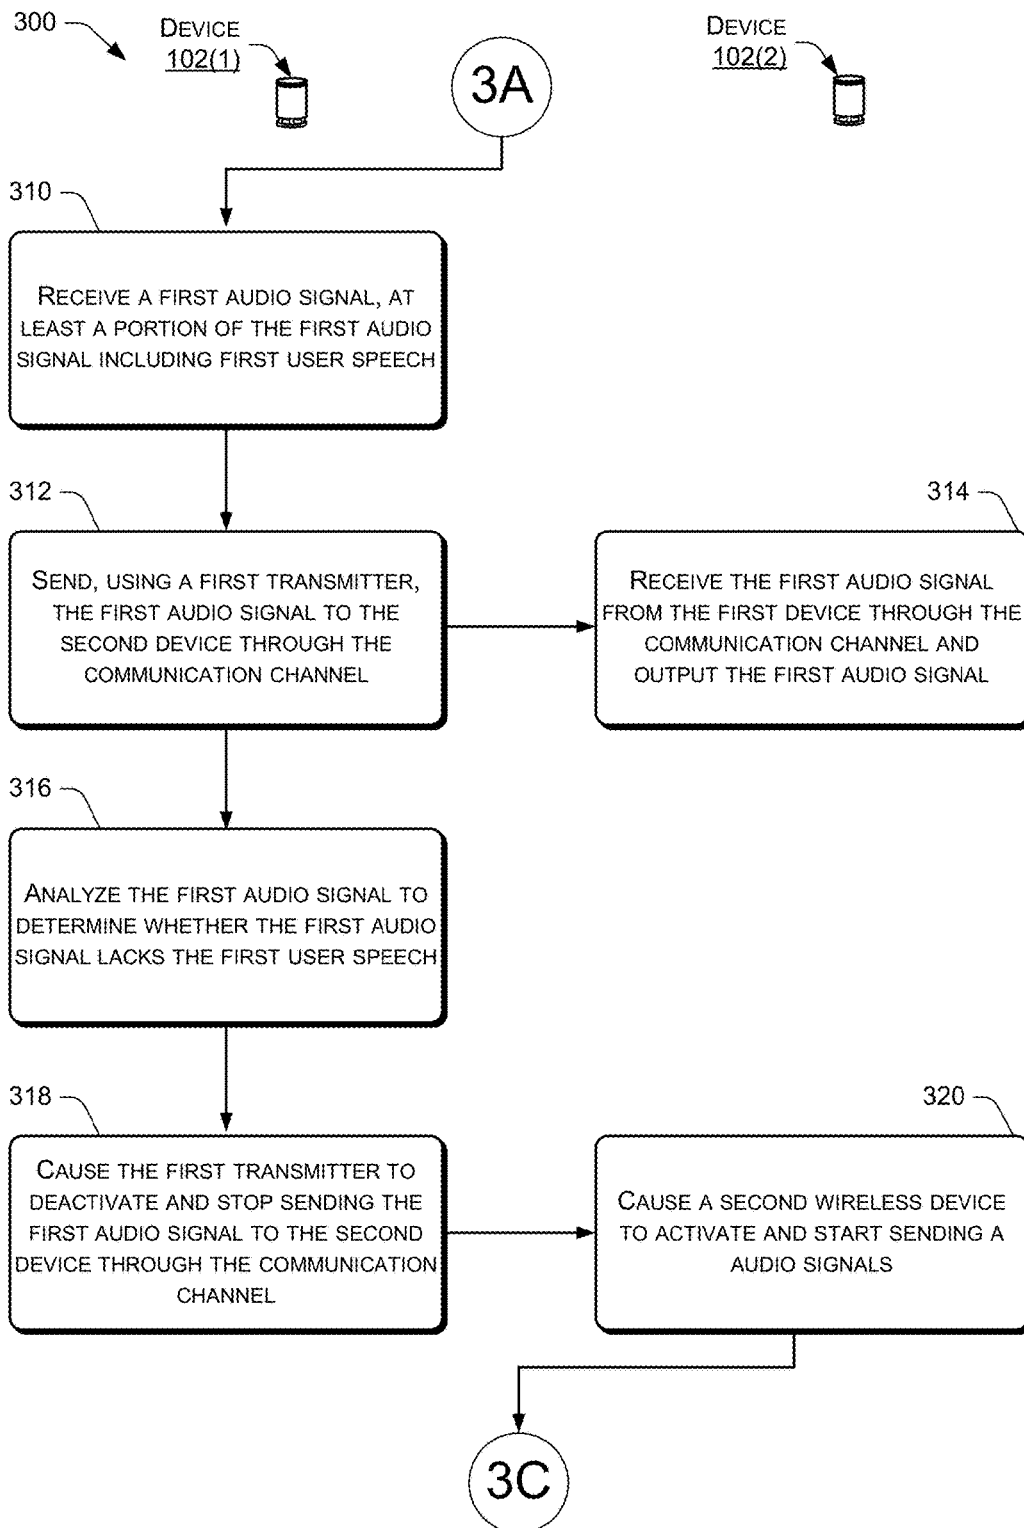 300
DEVICE
102(1)
3A
DEVICE
102(2)
310
RECEIVE A FIRST AUDIO SIGNAL, AT
LEAST A PORTION OF THE FIRST AUDIO
SIGNAL INCLUDING FIRST USER SPEECH
312
SEND, USING A FIRST TRANSMITTER,
THE FIRST AUDIO SIGNAL TO THE
SECOND DEVICE THROUGH THE
COMMUNICATION CHANNEL
314
RECEIVE THE FIRST AUDIO SIGNAL
FROM THE FIRST DEVICE THROUGH THE
COMMUNICATION CHANNEL AND
OUTPUT THE FIRST AUDIO SIGNAL
316
ANALYZE THE FIRST AUDIO SIGNAL TO
DETERMINE WHETHER THE FIRST AUDIO
SIGNAL LACKS THE FIRST USER SPEECH
318
CAUSE THE FIRST TRANSMITTER TO
DEACTIVATE AND STOP SENDING THE
FIRST AUDIO SIGNAL TO THE SECOND
DEVICE THROUGH THE COMMUNICATION
CHANNEL
320
CAUSE A SECOND WIRELESS DEVICE
TO ACTIVATE AND START SENDING A
AUDIO SIGNALS
3C